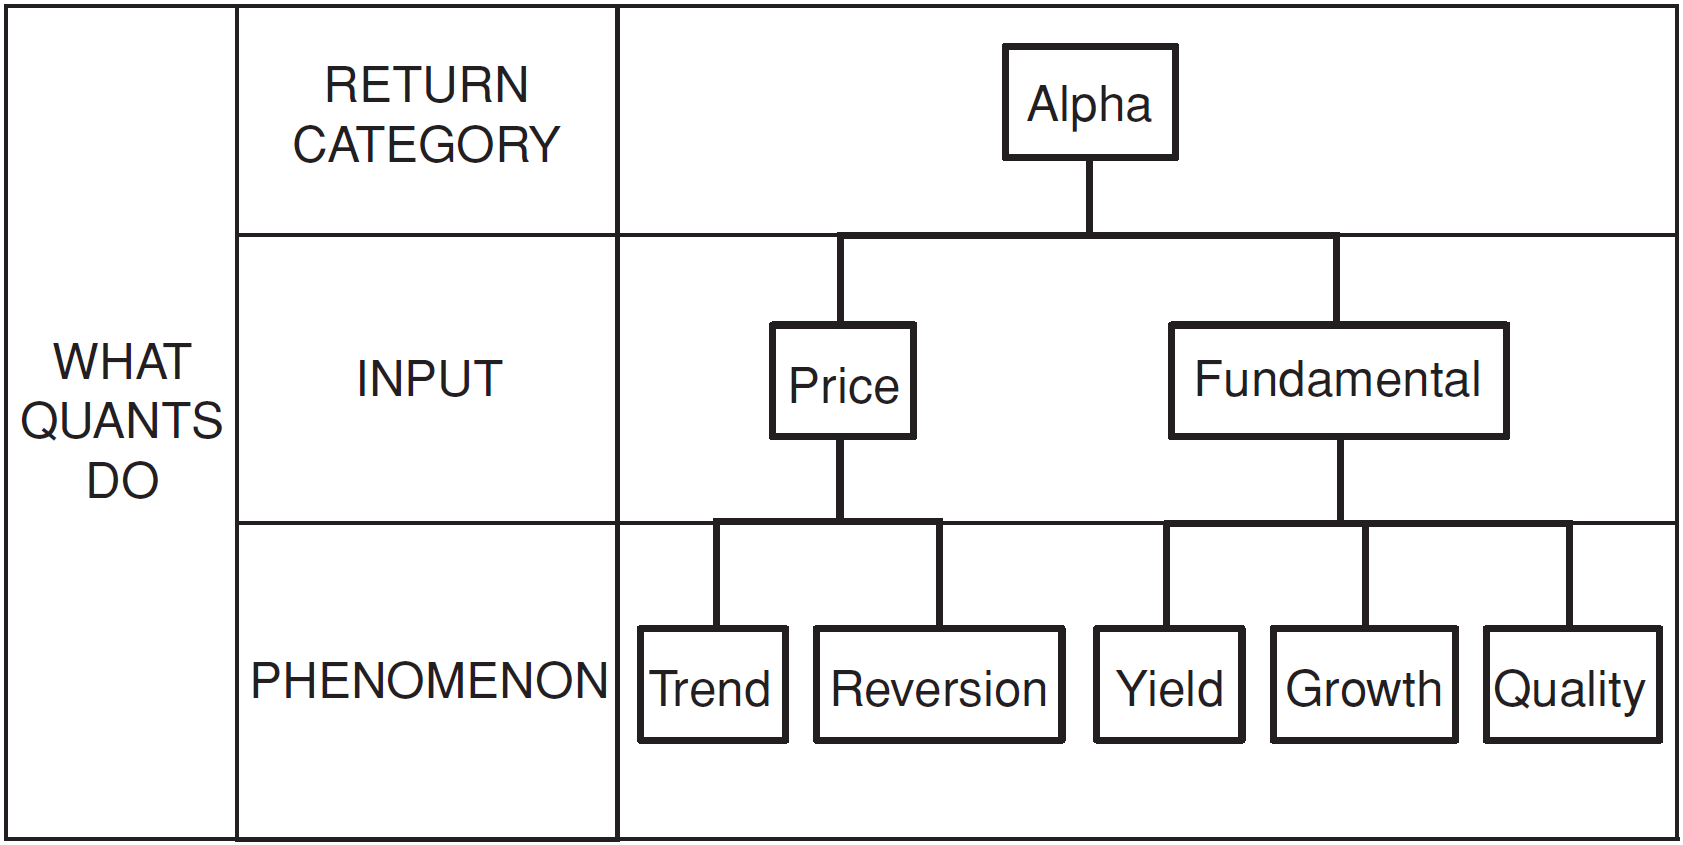 WHAT
QUANTS
DO
RETURN
CATEGORY
Alpha
INPUT
Price
Fundamental
PHENOMENON
Trend
Reversion
Yield
Growth
Quality